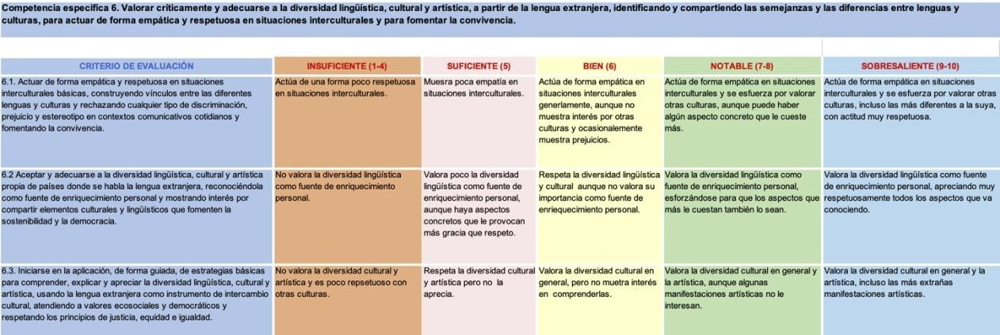 Competencia específica 6. Valorar críticamente y adecuarse a la diversidad lingüística, cultural y artística, a partir de la lengua extranjera, identificando y compartiendo las semejanzas y las diferencias entre lenguas y
culturas, para actuar de forma empática y respetuosa en situaciones interculturales y para fomentar la convivencia.
CRITERIO DE EVALUACIÓN
INSUFICIENTE (1-4)
SUFICIENTE (5)
BIEN (6)
NOTABLE (7-8)
SOBRESALIENTE (9-10)
6.1. Actuar de forma empática y respetuosa en situaciones
interculturales básicas, construyendo vínculos entre las diferentes
lenguas y culturas y rechazando cualquier tipo de discriminación,
prejuicio y estereotipo en contextos comunicativos cotidianos y
fomentando la convivencia.
Actúa de una forma poco respetuosa
en situaciones interculturales.
Muesra poca empatía en
situaciones interculturales.
Actúa de forma empática en
situaciones interculturales
generlamente, aunque no
muestra interés por otras
culturas y ocasionalemente
muestra prejuicios.
Actúa de forma empática en situaciones
interculturales y se esfuerza por valorar
otras culturas, aunque puede haber
algún aspecto concreto que le cueste
más.
Actúa de forma empática en situaciones
interculturales y se esfuerza por valorar otras
culturas, incluso las más diferentes a la suya,
con actitud muy respetuosa.
6.2 Aceptar y adecuarse a la diversidad lingüística, cultural y artística
propia de países donde se habla la lengua extranjera, reconociéndola
como fuente de enriquecimiento personal y mostrando interés por
compartir elementos culturales y lingüísticos que fomenten la
sostenibilidad y la democracia.
No valora la diversidad lingüística
como fuente de enriquecimiento
personal.
Valora poco la diversidad
lingüística como fuente de
enriquecimiento personal,
aunque haya aspectos
concretos que le provocan
más gracia que respeto.
Respeta la diversidad lingüística
y cultural aunque no valora su
importancia como fuente de
enriequecimiento personal.
Valora la diversidad lingüística como
fuente de enriquecimiento personal,
esforzándose para que los aspectos que
más le cuestan también lo sean.
Valora la diversidad lingüística como fuente
de enriquecimiento personal, apreciando muy
respetuosamente todos los aspectos que va
conociendo.
6.3. Iniciarse en la aplicación, de forma guiada, de estrategias básicas
para comprender, explicar y apreciar la diversidad lingüística, cultural y
artística, usando la lengua extranjera como instrumento de intercambio
cultural, atendiendo a valores ecosociales y democráticos y
respetando los principios de justicia, equidad e igualdad.
No valora la diversidad cultural y
artística y es poco repsetuoso con
otras culturas.
Respeta la diversidad cultural
y artística pero no la
aprecia.
Valora la diversidad cultural en
general, pero no muetra interés
en comprenderlas.
Valora la diversidad cultural en general y
la artística, aunque algunas
manifestaciones artísticas no le
interesan.
Valora la diversidad cultural en general y la
artística, incluso las más extrañas
manifestaciones artísticas.